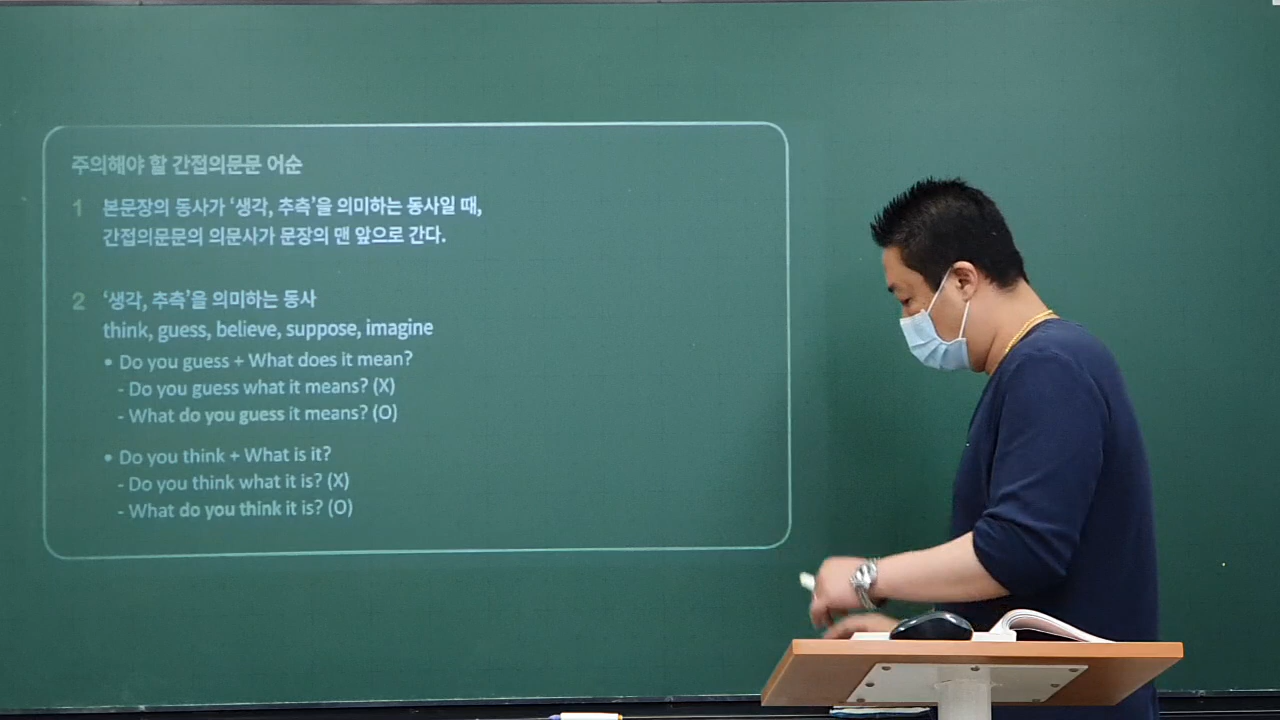 주의해야 할 간접의문문 어순
1 본문장의 동사가 ‘생각, 추측’을 의미하는 동사일 때,
간접의문문의 의문사가 문장의 맨 앞으로 간다.
2 ‘생각, 추측’을 의미하는 동사
think, guess, believe, suppose, imagine
• Do you guess + What does it mean?
- Do you guess what it means? (X)
- What do you guess it means? (O)
• Do you think + What is it?
- Do you think what it is? (X)
- What do you think it is? (O)